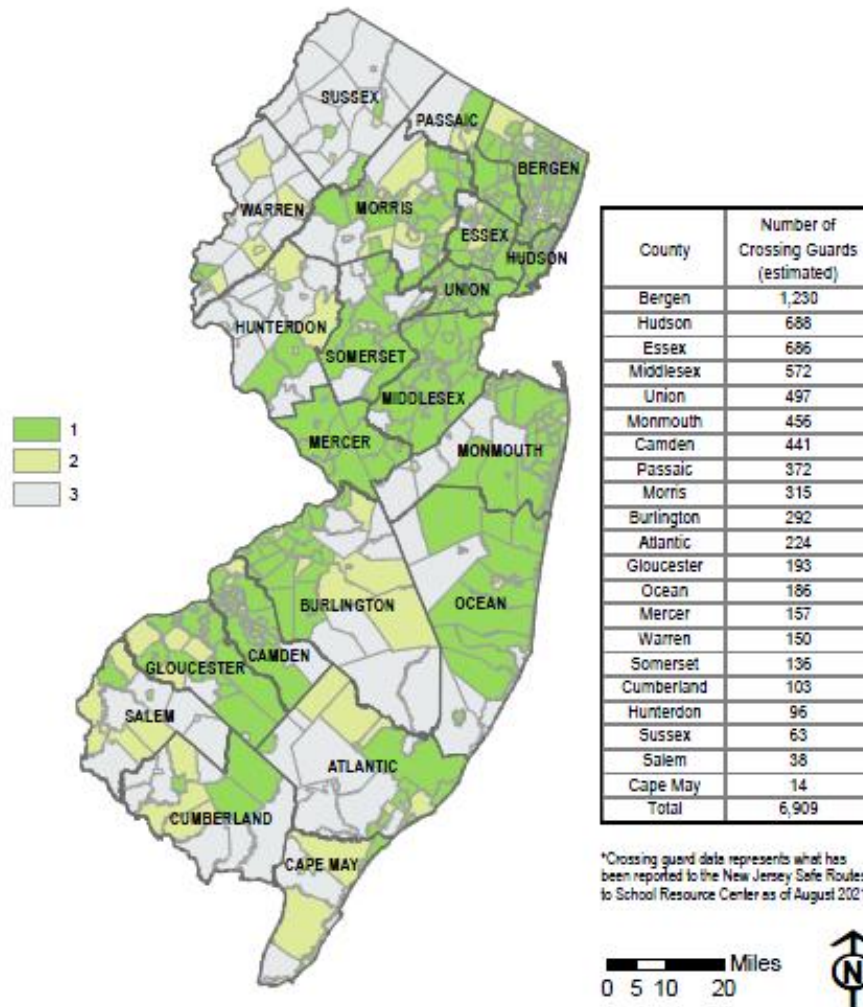 SUSSEX
PASSAIC
BERGEN
WARREN
MORRIS
ESSEX
HUDSON
UNION
HUNTERDON
SOMERSET
MIDDLESEX
MERCER
MONMOUTH
BURLINGTON
OCEAN
CAMDEN
GLOUCESTER
SALEM
ATLANTIC
CUMBERLAND
CAPE MAY
1
2
3
County Number of
Crossing Guards
(estimated)
Bergen 1,230
Hudson 688
Essex 686
Middlesex 572
Union 497
Monmouth 456
Camden 441
Passaic 372
Morris 315
Burlington 292
Atlantic 224
Gloucester 193
Ocean 186
Mercer 157
Warren 150
Somerset 136
Cumberland 103
Hunterdon 96
Sussex 63
Salem 38
Cape May 14
Total 6,909
*Crossing guard data represents what has
been reported to the New Jersey Safe Routes
to School Resource Center as of August 2021
Miles
0 5 10 20
N